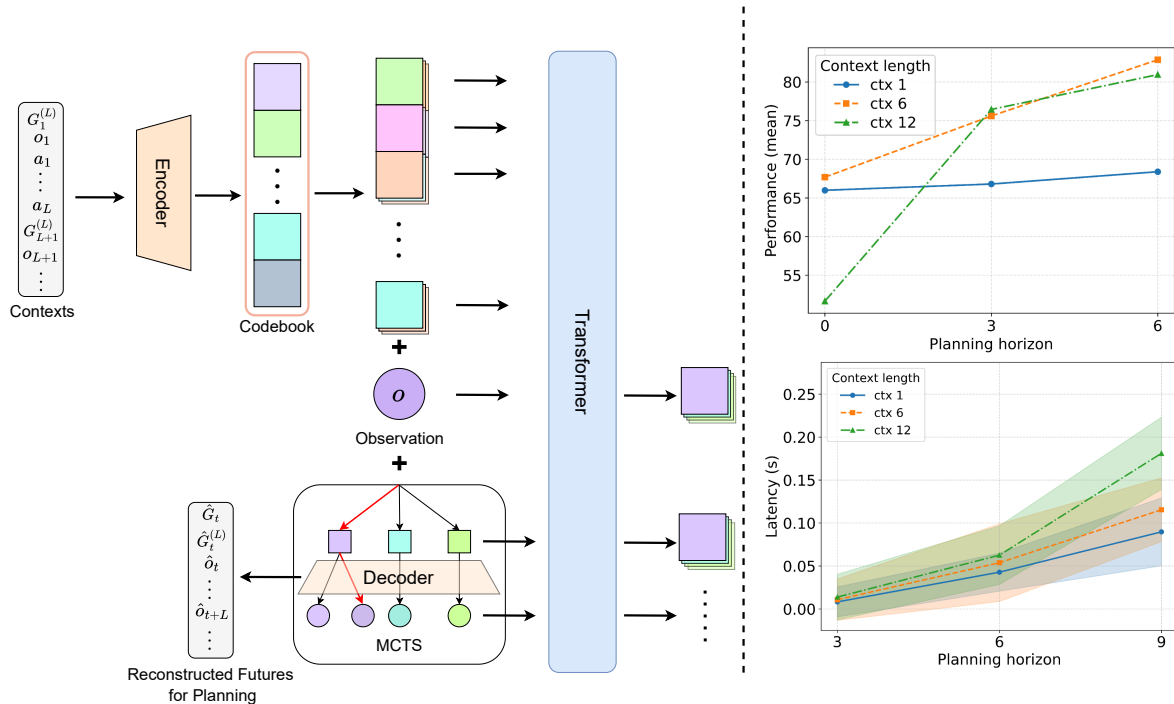 G_1^{(L)}
o_1
a_1
⋮
a_L
G_{L+1}^{(L)}
o_{L+1}
⋮
Contexts
Encoder
Codebook
+
o
Observation
+
Decoder
MCTS
Ĝ_t
Ĝ_t^{(L)}
ô_t
⋮
ô_{t+L}
⋮
Reconstructed Futures
for Planning
Transformer
Context length
ctx 1
ctx 6
ctx 12
Performance (mean)
80
75
70
65
60
55
0 3 6
Planning horizon
Context length
ctx 1
ctx 6
ctx 12
Latency (s)
0.25
0.20
0.15
0.10
0.05
0.00
3 6 9
Planning horizon